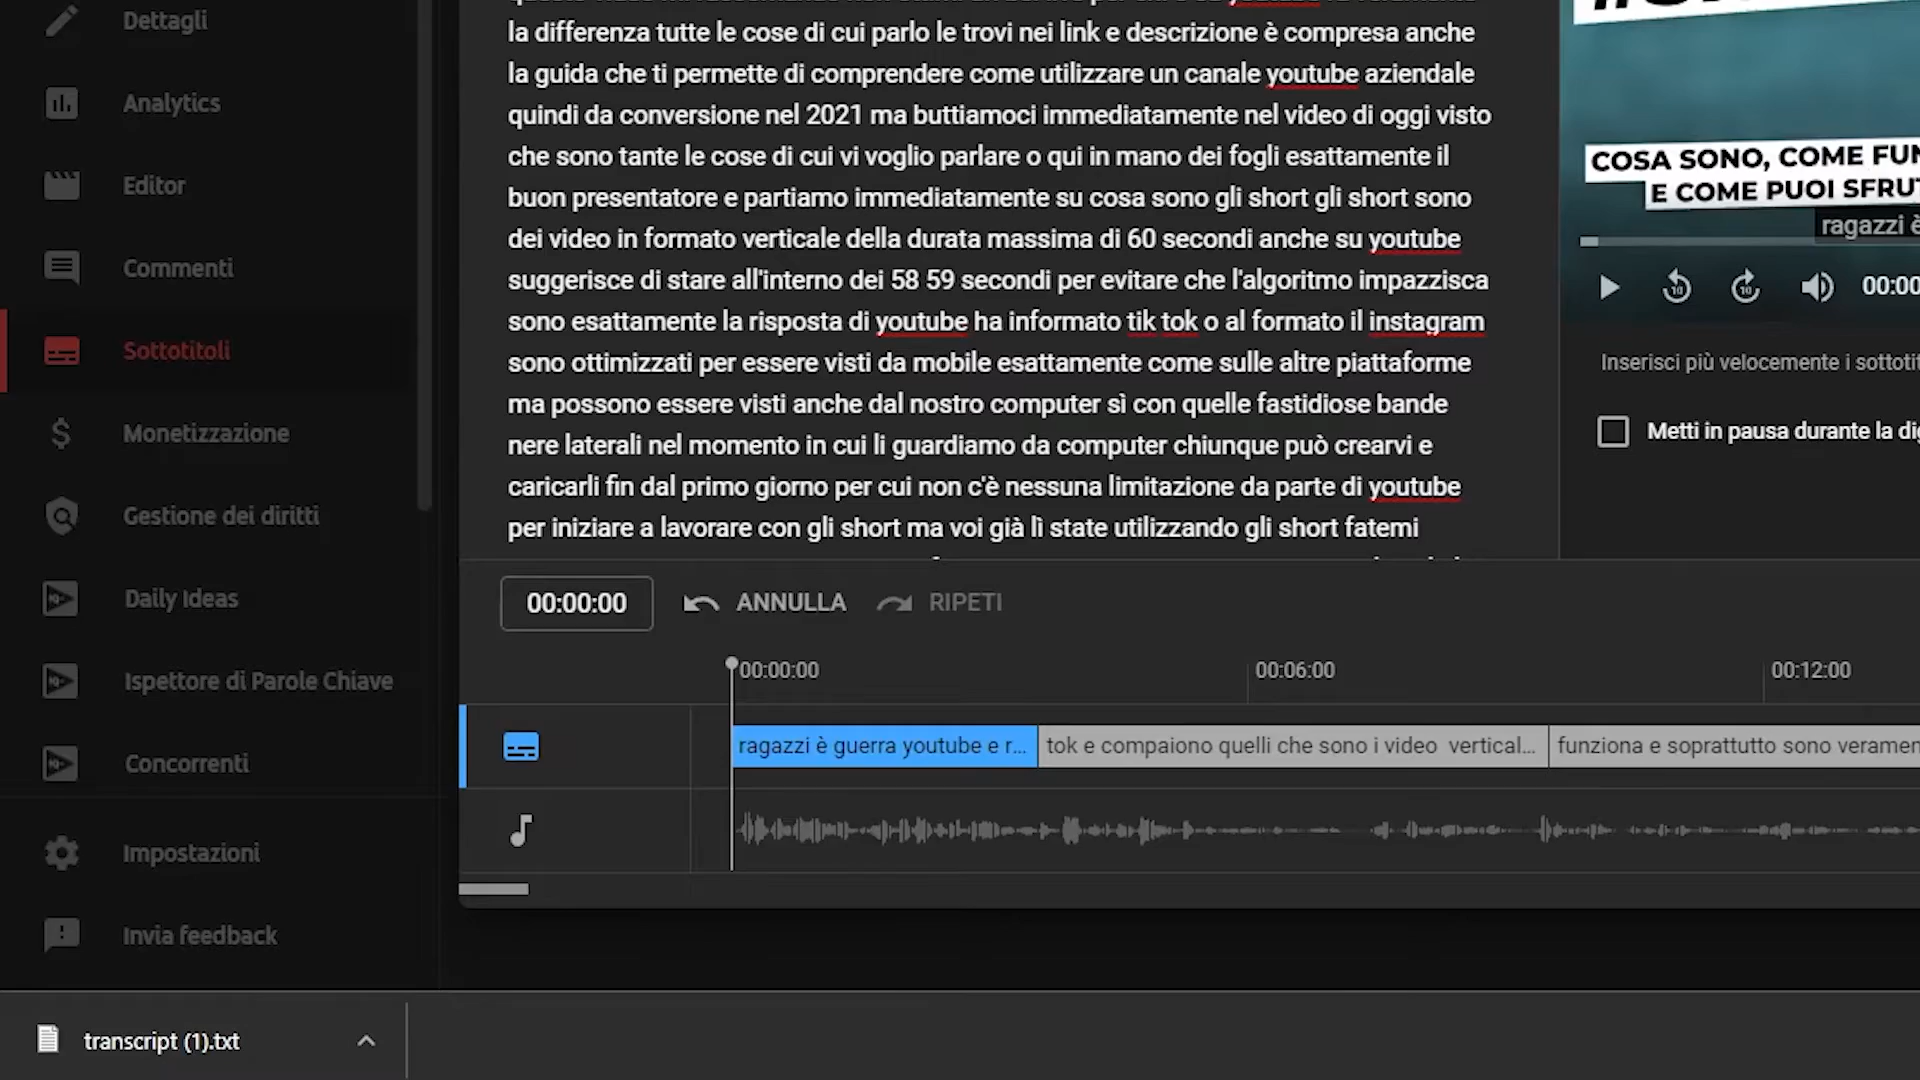 Dettagli
Analytics
Editor
Commenti
Sottotitoli
Monetizzazione
Gestione dei diritti
Daily Ideas
Ispettore di Parole Chiave
Concorrenti
Impostazioni
Invia feedback
la differenza tutte le cose di cui parlo le trovi nei link e descrizione è compresa anche
la guida che ti permette di comprendere come utilizzare un canale youtube aziendale
quindi da conversione nel 2021 ma buttiamoci immediatamente nel video di oggi visto
che sono tante le cose di cui vi voglio parlare o qui in mano dei fogli esattamente il
buon presentatore e partiamo immediatamente su cosa sono gli short gli short sono
dei video in formato verticale della durata massima di 60 secondi anche su youtube
suggerisce di stare all'interno dei 58 59 secondi per evitare che l'algoritmo impazzisca
sono esattamente la risposta di youtube ha informato tik tok o al formato il instagram
sono ottimizzati per essere visti da mobile esattamente come sulle altre piattaforme
ma possono essere visti anche dal nostro computer sì con quelle fastidiose bande
nere laterali nel momento in cui li guardiamo da computer chiunque può crearvi e
caricarli fin dal primo giorno per cui non c'è nessuna limitazione da parte di youtube
per iniziare a lavorare con gli short ma voi già lì state utilizzando gli short fatemi
COSA SONO, COME FUN
E COME PUOI SFRUT
ragazzi è
10
10
00:00
Inserisci più velocemente i sottotit
Metti in pausa durante la dig
00:00:00
ANNULLA
RIPETI
00:00:00
00:06:00
00:12:00
ragazzi è guerra youtube e r...
tok e compaiono quelli che sono i video vertical...
funziona e soprattutto sono veramen
transcript (1).txt